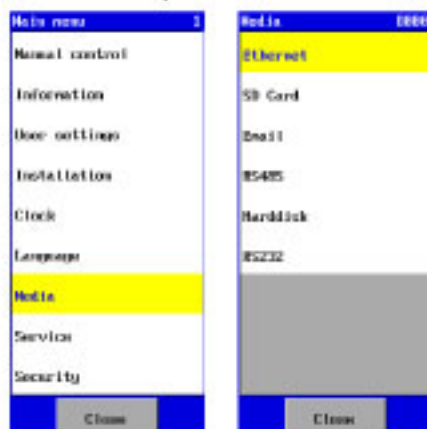 Main menu 1
Manual control
Information
User settings
Installation
Clock
Language
Media
Service
Security
Close
Media
Ethernet
SD Card
Email
RS485
Harddisk
RS232
Close